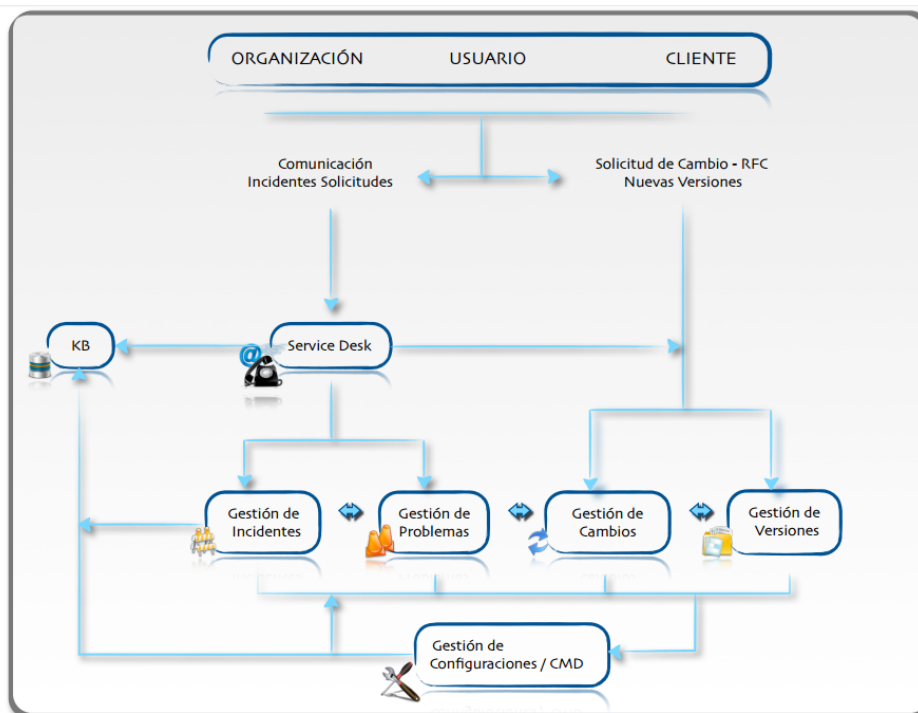 ORGANIZACIÓN USUARIO CLIENTE
Comunicación
Incidentes Solicitudes
Solicitud de Cambio - RFC
Nuevas Versiones
KB
Service Desk
@
Gestión de
Incidentes
Gestión de
Problemas
Gestión de
Cambios
Gestión de
Versiones
Gestión de
Configuraciones / CMD